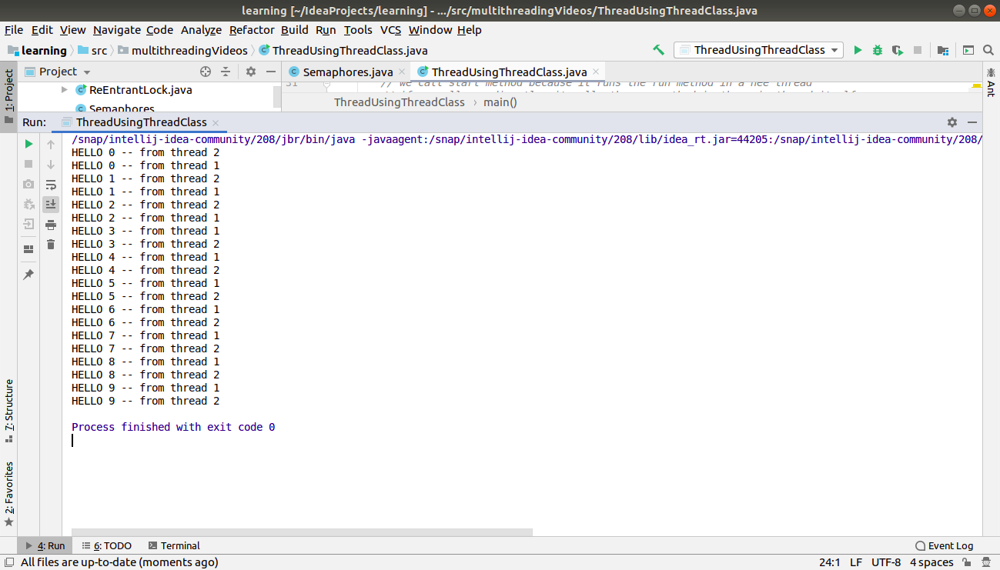 learning [~/IdeaProjects/learning] - .../src/multithreadingVideos/ThreadUsingThreadClass.java
File Edit View Navigate Code Analyze Refactor Build Run Tools VCS Window Help
learning src multithreadingVideos ThreadUsingThreadClass.java ThreadUsingThreadClass
1: Project
Project
Semaphores.java
ThreadUsingThreadClass.java
Ant
ReEntrantLock.java
Semaphores
31 // we call start method because it runs the run method in a nee thread
ThreadUsingThreadClass › main()
Run: ThreadUsingThreadClass
/snap/intellij-idea-community/208/jbr/bin/java -javaagent:/snap/intellij-idea-community/208/lib/idea_rt.jar=44205:/snap/intellij-idea-community/208/
HELLO 0 -- from thread 2
HELLO 0 -- from thread 1
HELLO 1 -- from thread 2
HELLO 1 -- from thread 1
HELLO 2 -- from thread 2
HELLO 2 -- from thread 1
HELLO 3 -- from thread 1
HELLO 3 -- from thread 2
HELLO 4 -- from thread 1
HELLO 4 -- from thread 2
HELLO 5 -- from thread 1
HELLO 5 -- from thread 2
HELLO 6 -- from thread 1
HELLO 6 -- from thread 2
HELLO 7 -- from thread 1
HELLO 7 -- from thread 2
HELLO 8 -- from thread 1
HELLO 8 -- from thread 2
HELLO 9 -- from thread 1
HELLO 9 -- from thread 2
Process finished with exit code 0
7: Structure
2: Favorites
4: Run 6: TODO Terminal Event Log
All files are up-to-date (moments ago) 24:1 LF UTF-8 4 spaces